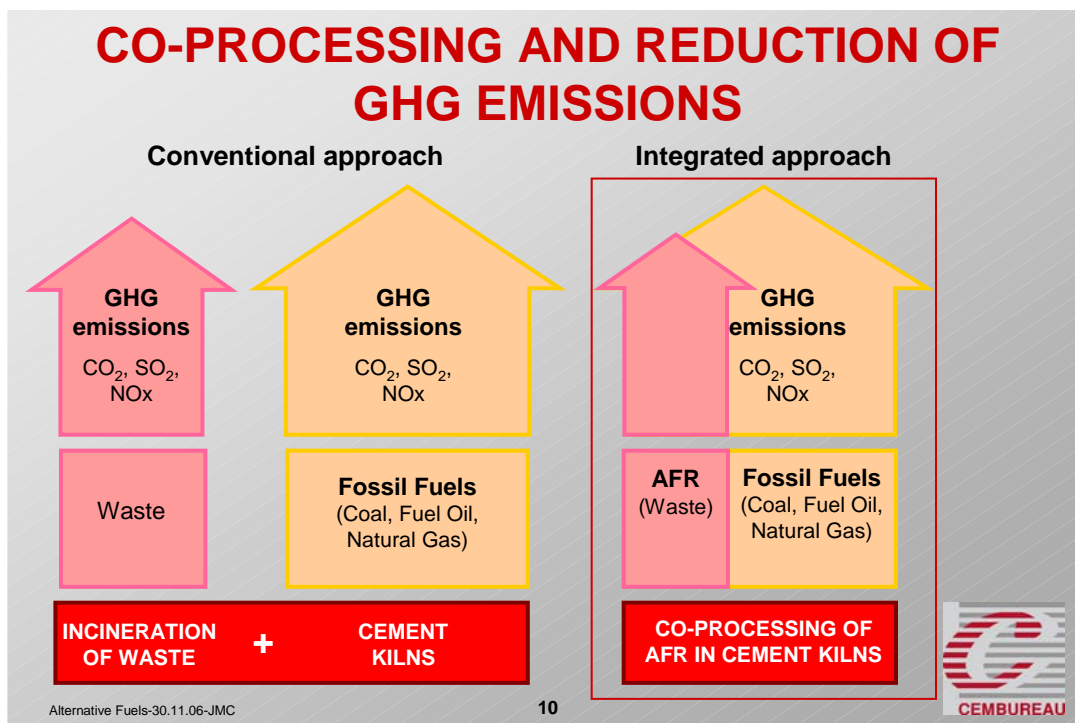 CO-PROCESSING AND REDUCTION OF
GHG EMISSIONS
Conventional approach
Integrated approach
GHG
emissions
CO₂, SO₂,
NOx
GHG
emissions
CO₂, SO₂,
NOx
GHG
emissions
CO₂, SO₂,
NOx
Waste
Fossil Fuels
(Coal, Fuel Oil,
Natural Gas)
AFR
(Waste)
Fossil Fuels
(Coal, Fuel Oil,
Natural Gas)
INCINERATION
OF WASTE
+
CEMENT
KILNS
CO-PROCESSING OF
AFR IN CEMENT KILNS
Alternative Fuels-30.11.06-JMC
10
CEMBUREAU